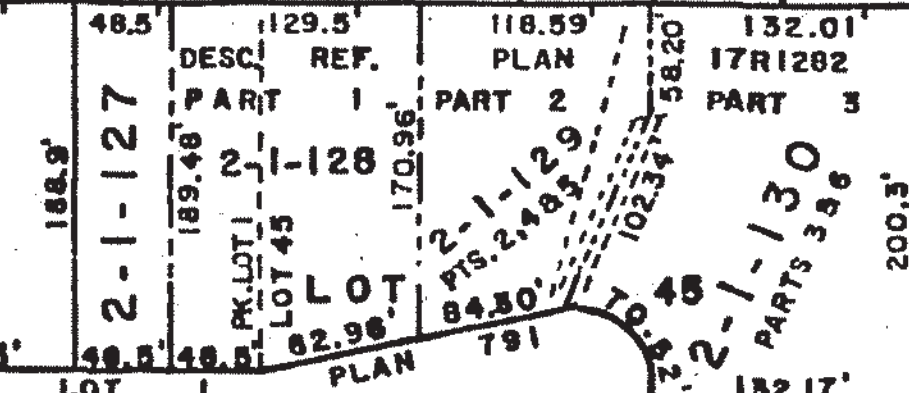 48.5'
129.5'
118.59'
58.20'
132.01'
DESC. REF. PLAN 17R1282
PART 1 - PART 2 PART 3
2-1-127
188.9'
189.48'
2-1-128
170.96'
2-1-129
PTS. 2,4&5
102.34'
2-1-130
PARTS 3&6
200.3'
PK. LOT 1
LOT 45
LOT 45
48.5' 48.5'
62.96'
84.50'
PLAN 791
132.17'
LOT 1